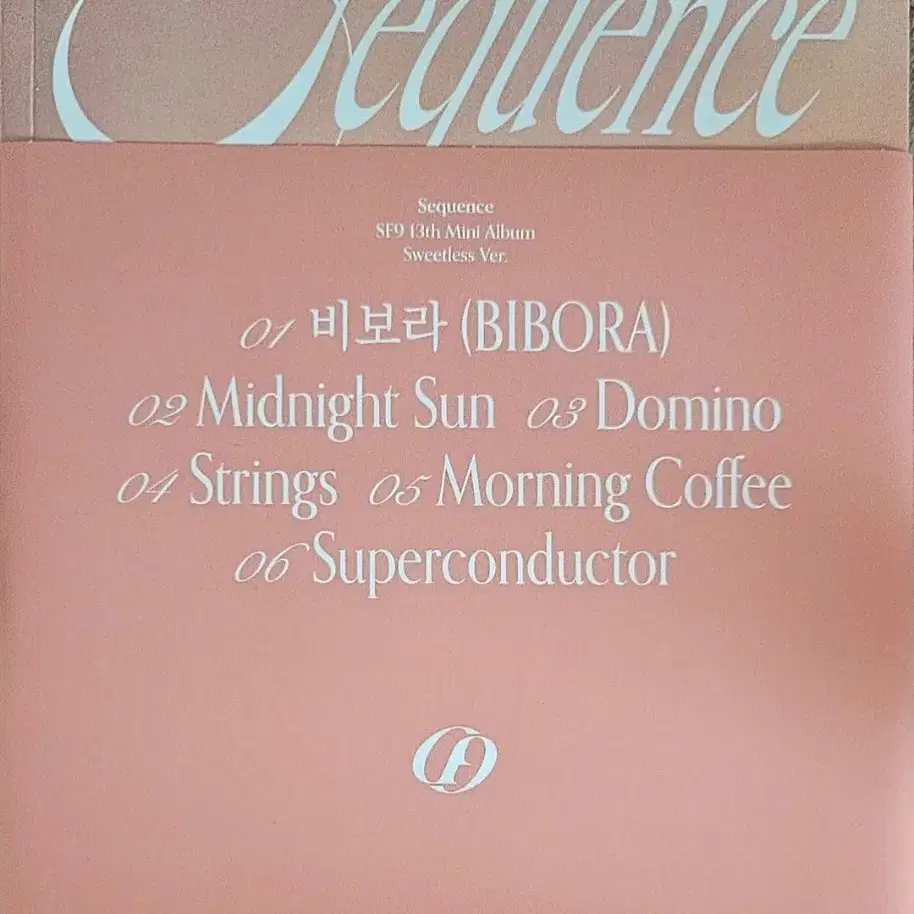 Sequence
Sequence
SF9 13th Mini Album
Sweetless Ver.
01 비보라 (BIBORA)
02 Midnight Sun 03 Domino
04 Strings 05 Morning Coffee
06 Superconductor